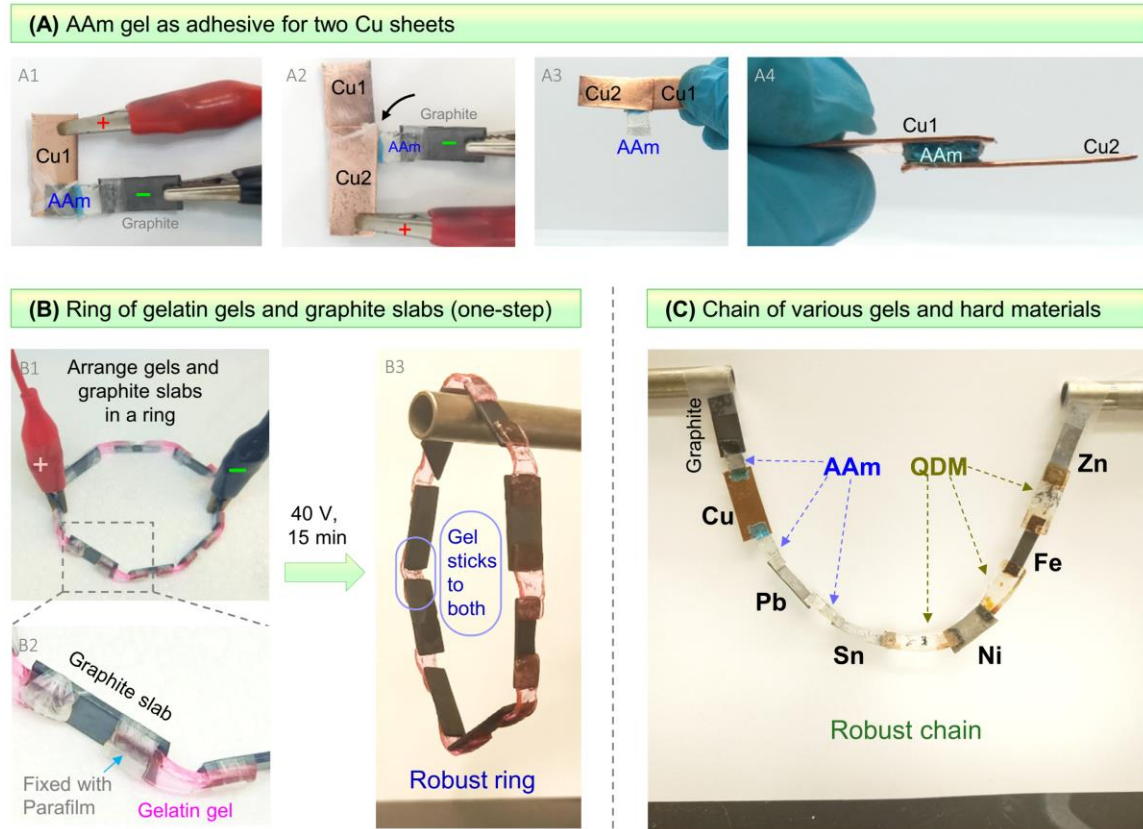 (A) AAm gel as adhesive for two Cu sheets
A1
Cu1
+
AAm
−
Graphite
A2
Cu1
Graphite
AAm
−
Cu2
+
A3
Cu2
Cu1
AAm
A4
Cu1
AAm
Cu2
(B) Ring of gelatin gels and graphite slabs (one-step)
B1
Arrange gels and
graphite slabs
in a ring
+
−
40 V,
15 min
B2
Graphite slab
Fixed with
Parafilm
Gelatin gel
B3
Gel
sticks
to
both
Robust ring
(C) Chain of various gels and hard materials
Graphite
AAm
QDM
Zn
Cu
Fe
Pb
Sn
Ni
Robust chain